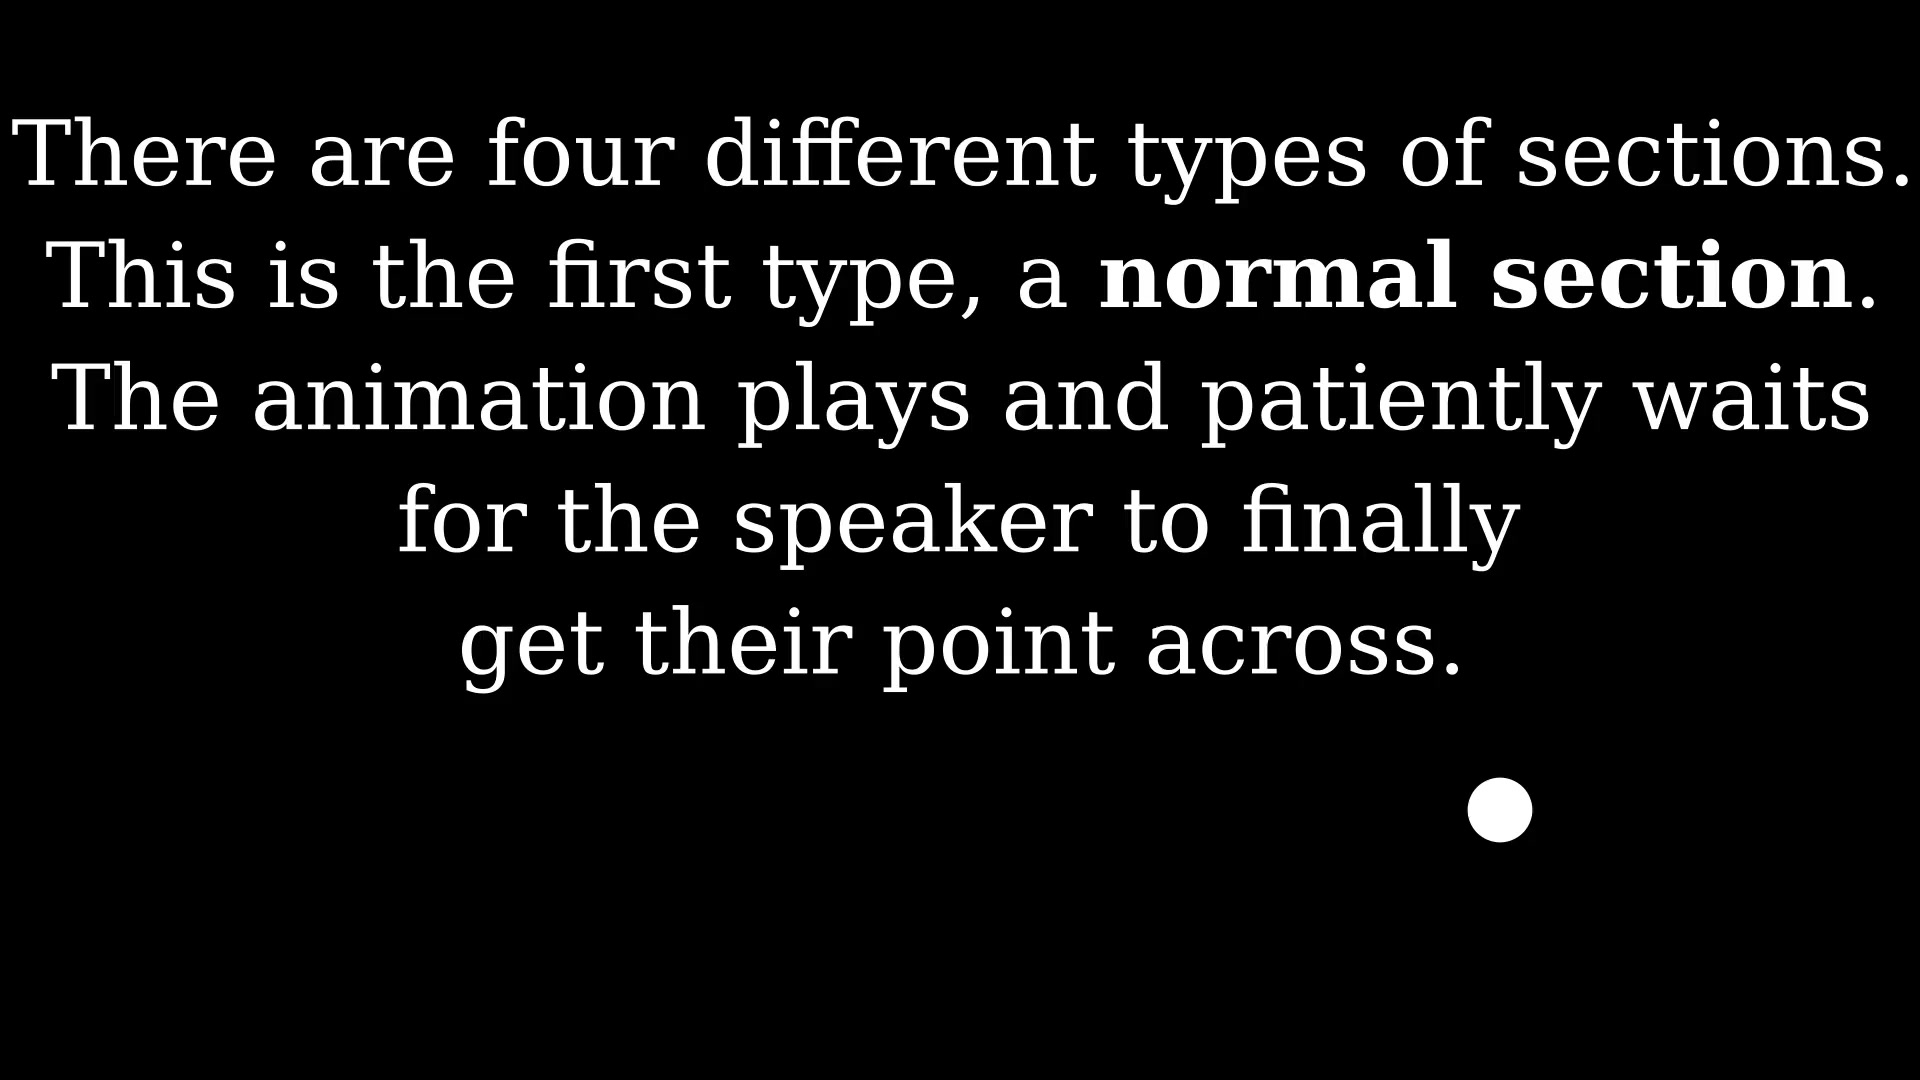 There are four different types of sections.
This is the first type, a normal section.
The animation plays and patiently waits
for the speaker to finally
get their point across.